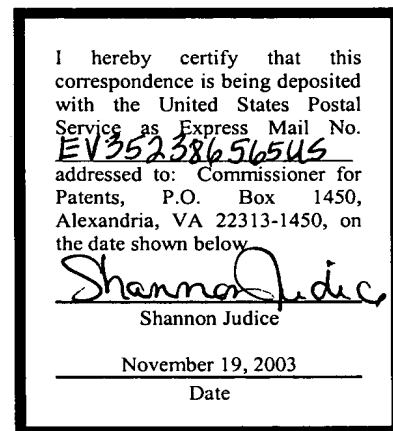 I hereby certify that this
correspondence is being deposited
with the United States Postal
Service as Express Mail No.
EV352386565US
addressed to: Commissioner for
Patents, P.O. Box 1450,
Alexandria, VA 22313-1450, on
the date shown below
Shannon Judice
Shannon Judice
November 19, 2003
Date